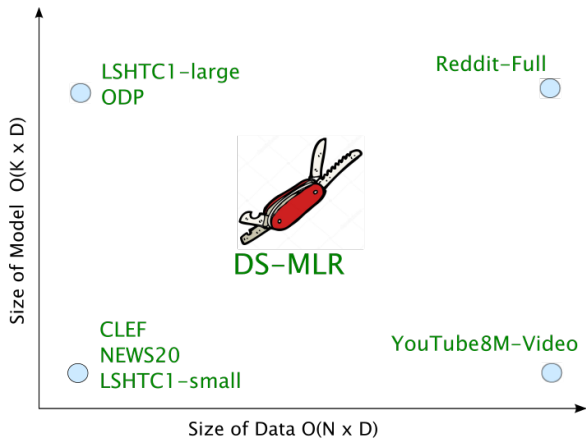 LSHTC1-large
ODP
Reddit-Full
Size of Model O(K x D)
DS-MLR
CLEF
NEWS20
LSHTC1-small
YouTube8M-Video
Size of Data O(N x D)